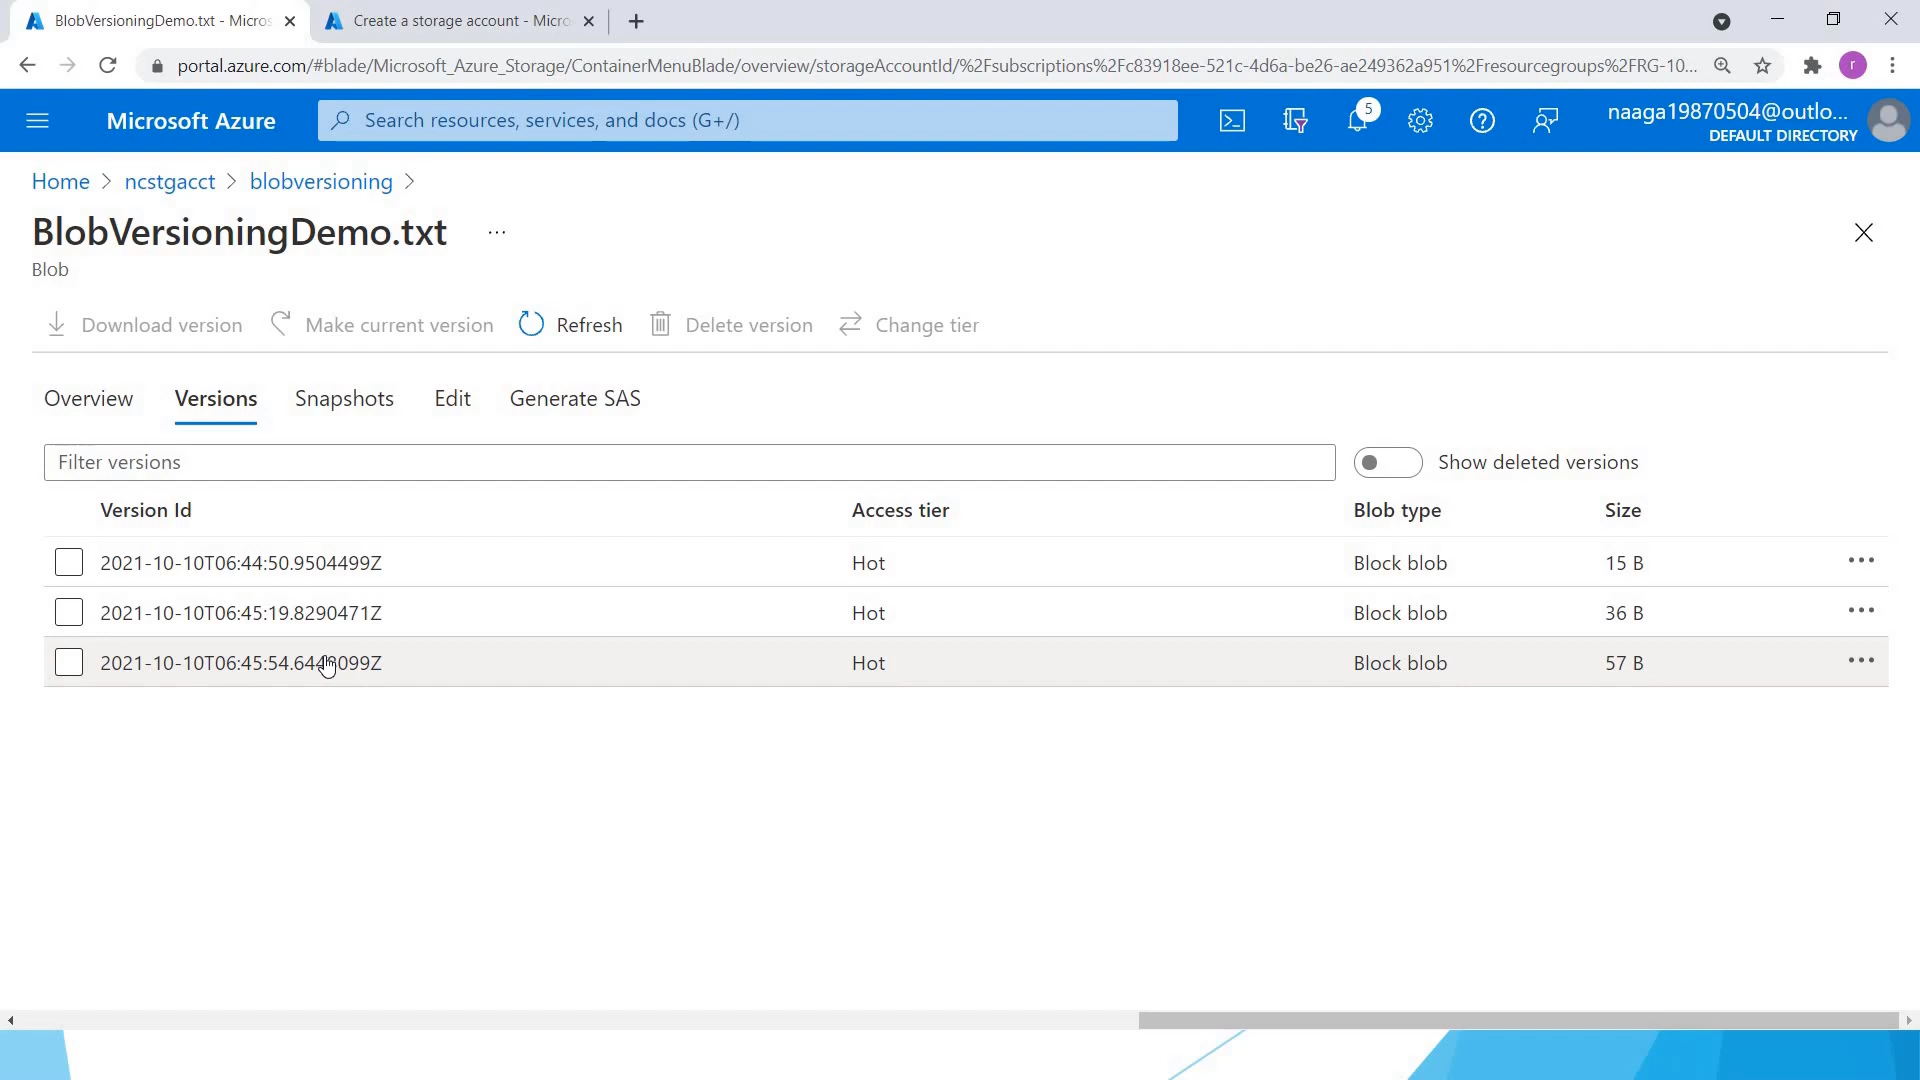 BlobVersioningDemo.txt - Micros
Create a storage account - Micro
portal.azure.com/#blade/Microsoft_Azure_Storage/ContainerMenuBlade/overview/storageAccountId/%2Fsubscriptions%2Fc83918ee-521c-4d6a-be26-ae249362a951%2Fresourcegroups%2FRG-10...
r
Microsoft Azure
Search resources, services, and docs (G+/)
5
naaga19870504@outlo...
DEFAULT DIRECTORY
Home > ncstgacct > blobversioning >
BlobVersioningDemo.txt ...
Blob
Download version Make current version Refresh Delete version Change tier
Overview Versions Snapshots Edit Generate SAS
Filter versions Show deleted versions
Version Id Access tier Blob type Size
2021-10-10T06:44:50.9504499Z Hot Block blob 15 B
2021-10-10T06:45:19.8290471Z Hot Block blob 36 B
Hot Block blob 57 B